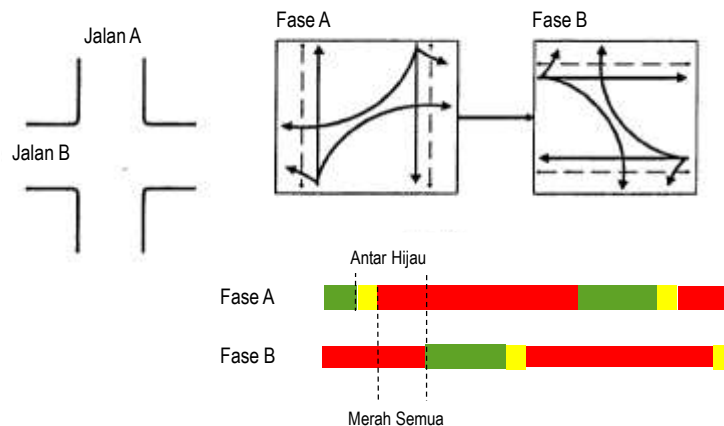 Jalan A
Jalan B
Fase A
Fase B
Antar Hijau
Fase A
Fase B
Merah Semua